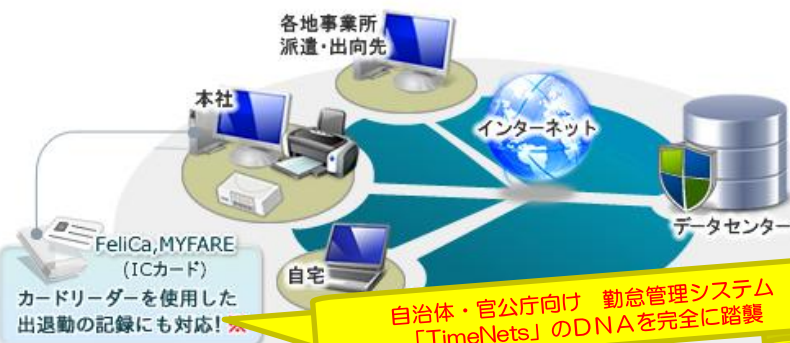 各地事業所
派遣・出向先
本社
インターネット
データセンター
FeliCa,MYFARE
(ICカード)
自宅
カードリーダーを使用した
出退勤の記録にも対応!※
自治体・官公庁向け 勤怠管理システム
「TimeNets」のDNAを完全に踏襲